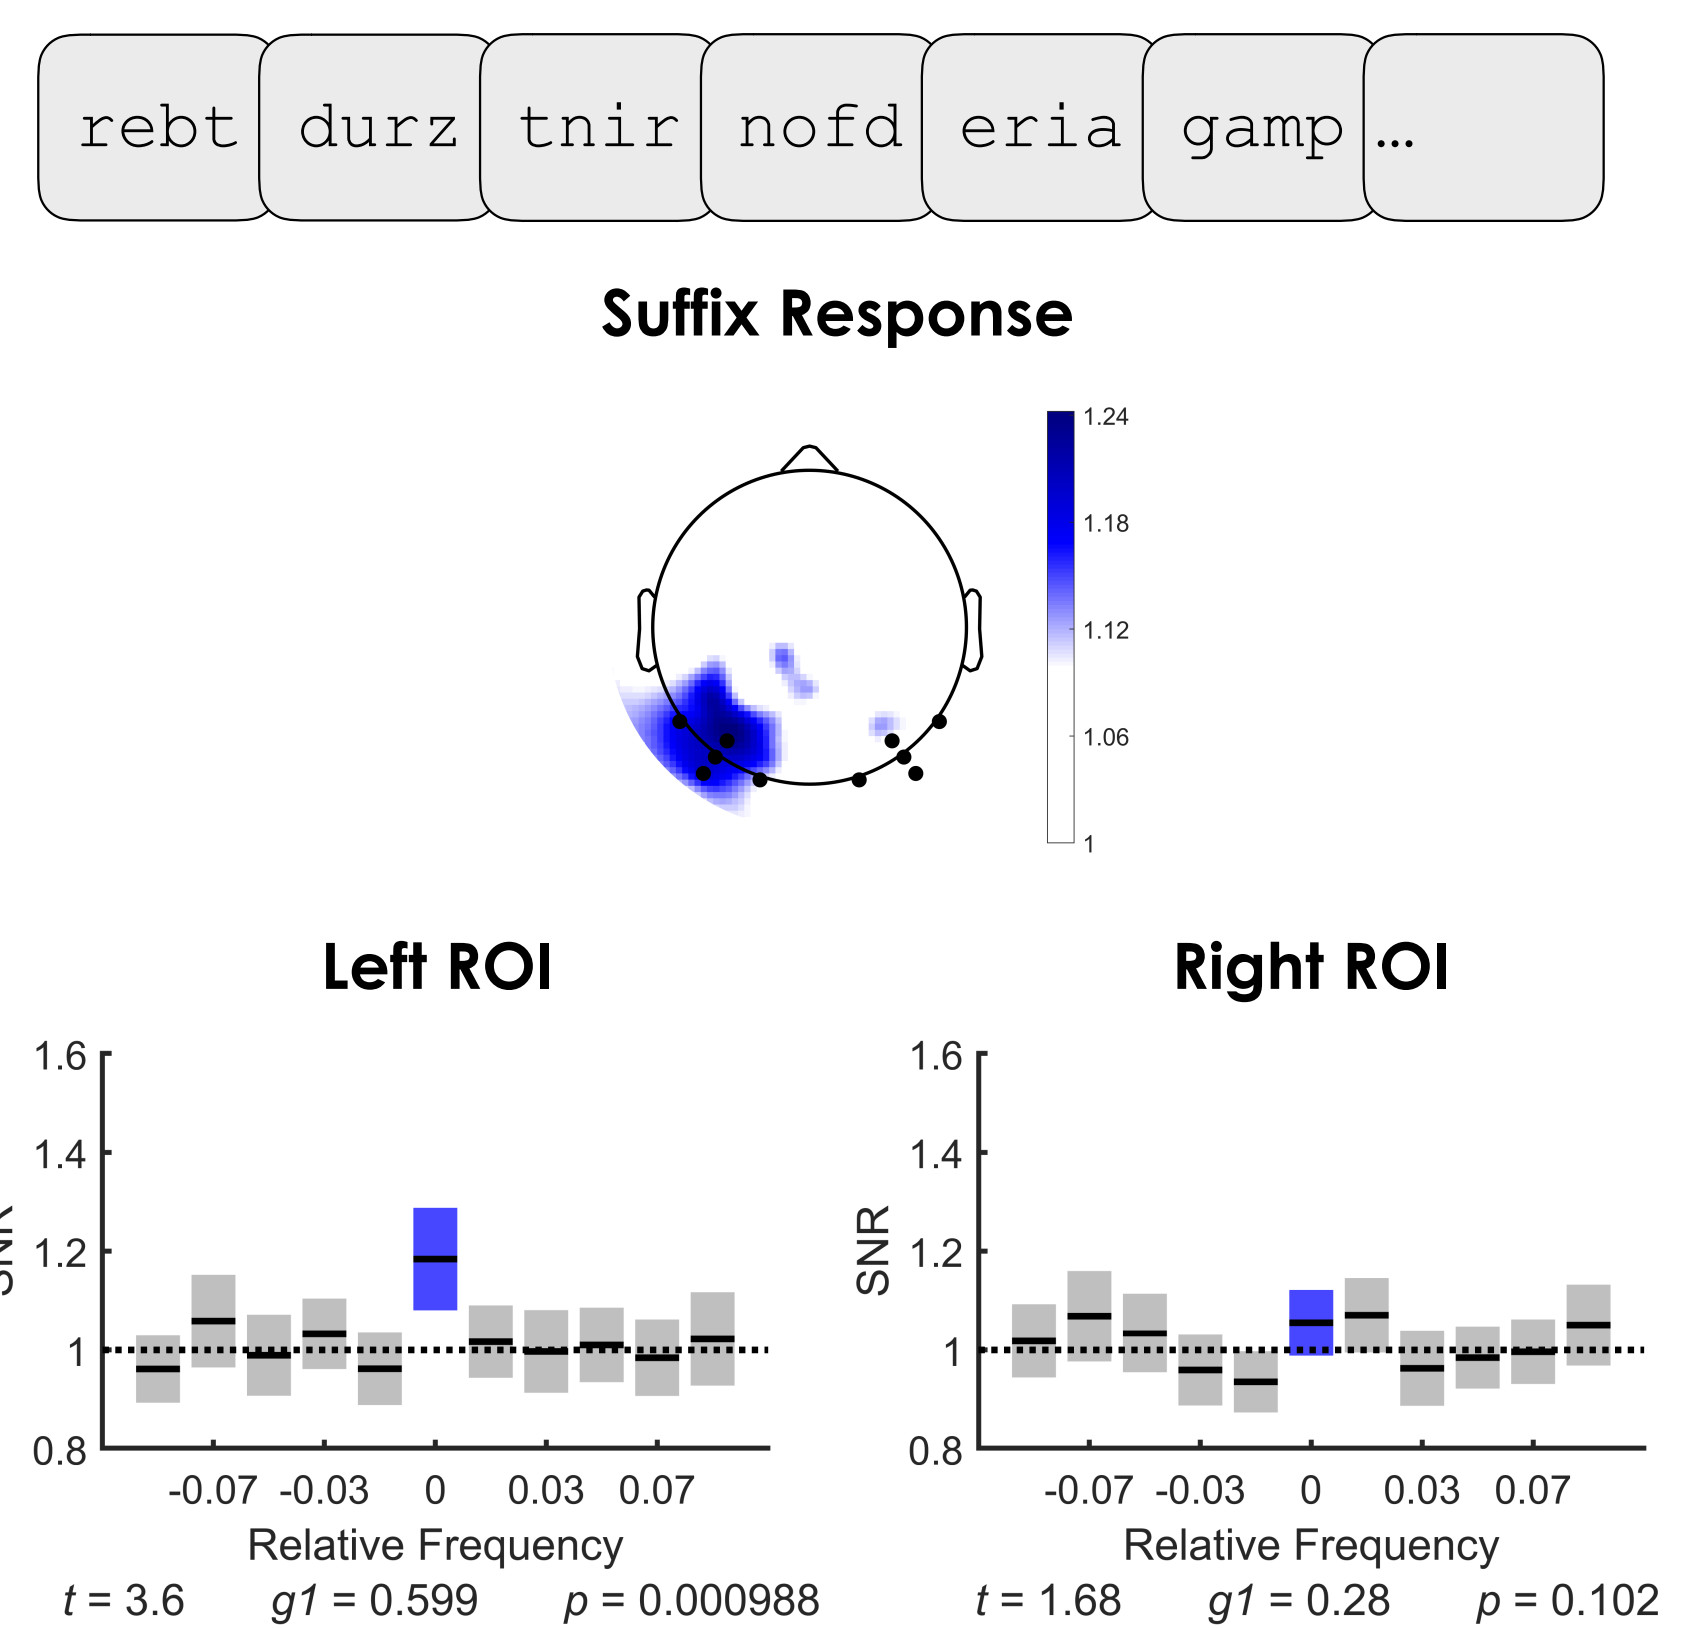 rebt durz tnir nofd eria gamp ...
Suffix Response
1.24
1.18
1.12
1.06
1
Left ROI
1.6
1.4
1.2
1
0.8
SNR
-0.07 -0.03 0 0.03 0.07
Relative Frequency
t = 3.6 g1 = 0.599 p = 0.000988
Right ROI
1.6
1.4
1.2
1
0.8
SNR
-0.07 -0.03 0 0.03 0.07
Relative Frequency
t = 1.68 g1 = 0.28 p = 0.102